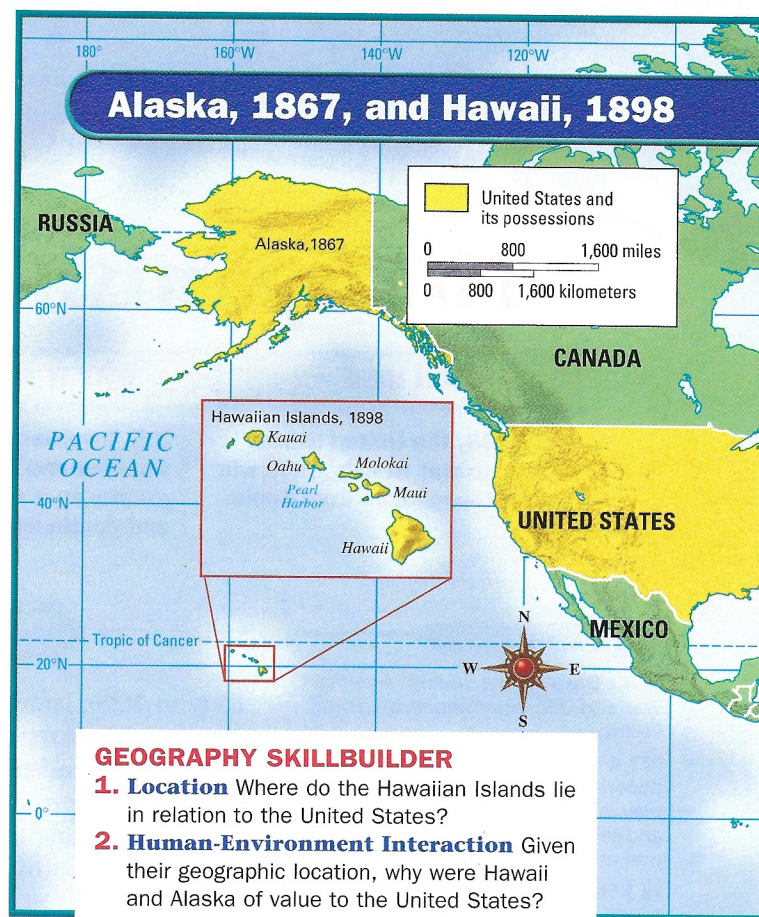 180°
160°W
140°W
120°W
Alaska, 1867, and Hawaii, 1898
United States and
its possessions
0 800 1,600 miles
0 800 1,600 kilometers
RUSSIA
Alaska,1867
60°N
CANADA
Hawaiian Islands, 1898
Kauai
Oahu
Molokai
Pearl
Harbor
Maui
Hawaii
PACIFIC
OCEAN
40°N
UNITED STATES
MEXICO
Tropic of Cancer
20°N
N
W
E
S
0°
GEOGRAPHY SKILLBUILDER
1. Location Where do the Hawaiian Islands lie
in relation to the United States?
2. Human-Environment Interaction Given
their geographic location, why were Hawaii
and Alaska of value to the United States?